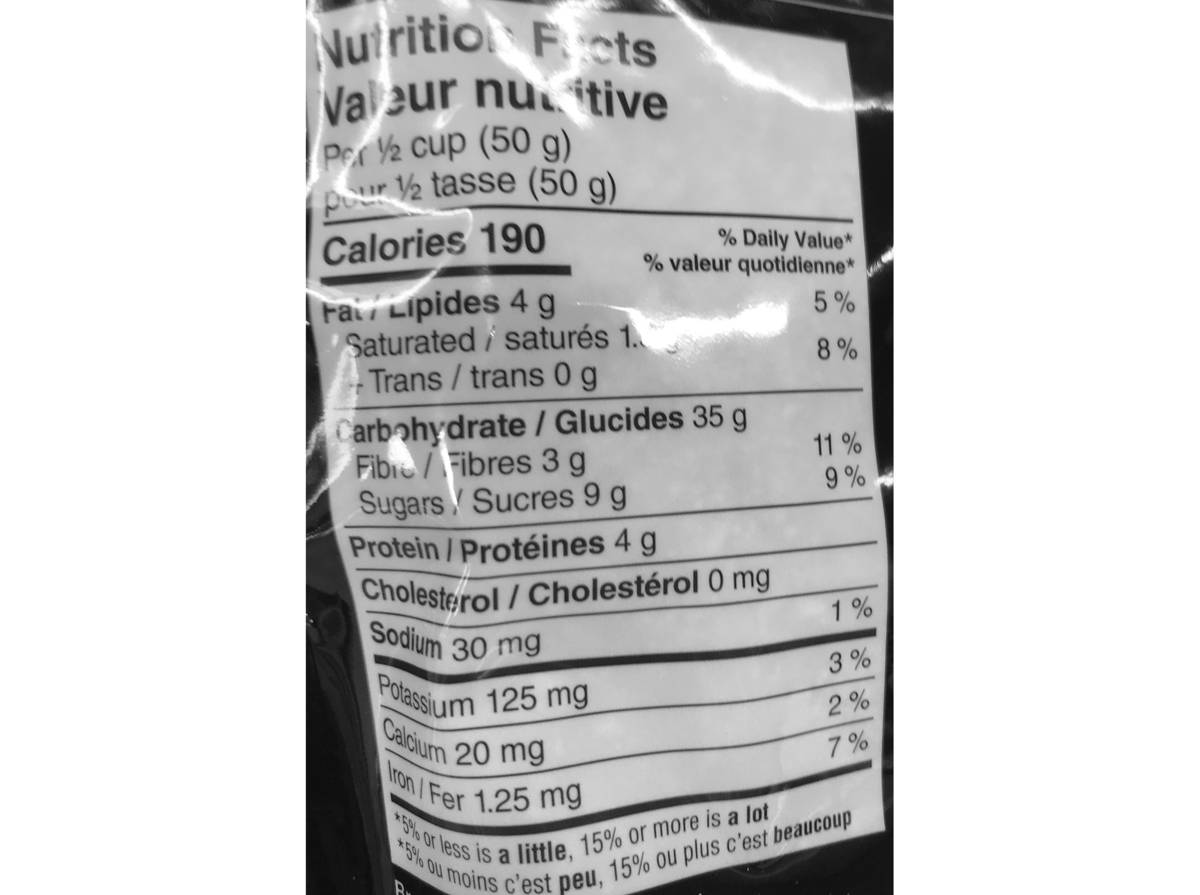 Nutrition Facts
Valeur nutritive
Per ½ cup (50 g)
pour ½ tasse (50 g)
Calories 190
% Daily Value*
% valeur quotidienne*
Fat / Lipides 4 g 5 %
Saturated / saturés 8 %
+ Trans / trans 0 g
Carbohydrate / Glucides 35 g
Fibre / Fibres 3 g 11 %
Sugars / Sucres 9 g 9 %
Protein / Protéines 4 g
Cholesterol / Cholestérol 0 mg
Sodium 30 mg 1 %
Potassium 125 mg 3 %
Calcium 20 mg 2 %
Iron / Fer 1.25 mg 7 %
*5% or less is a little, 15% or more is a lot
*5% ou moins c'est peu, 15% ou plus c'est beaucoup